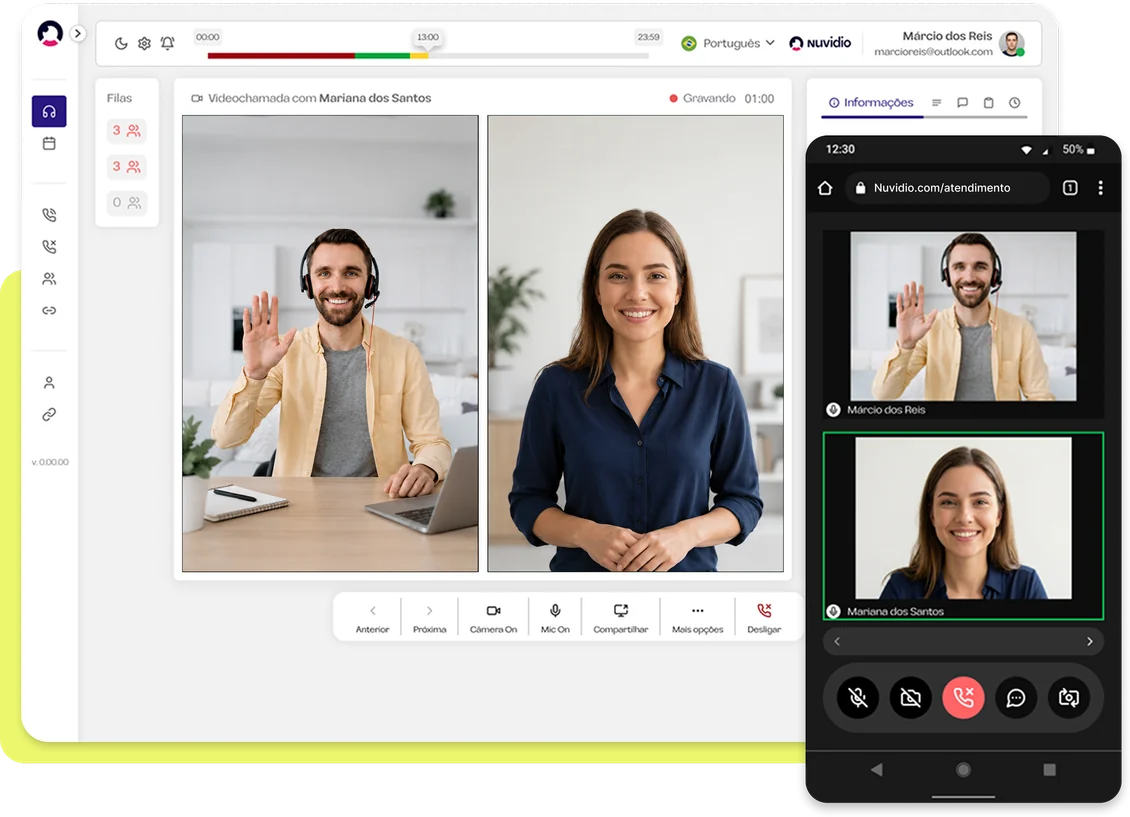 00:00
13:00
23:59
Português
nuvidio
Márcio dos Reis
marcioreis@outlook.com
Filas
3
3
0
Videochamada com Mariana dos Santos
Gravando 01:00
Informações
Anterior
Próxima
Câmera On
Mic On
Compartilhar
Mais opções
Desligar
v. 0.00.00
12:30
50%
Nuvidio.com/atendimento
1
Márcio dos Reis
Mariana dos Santos